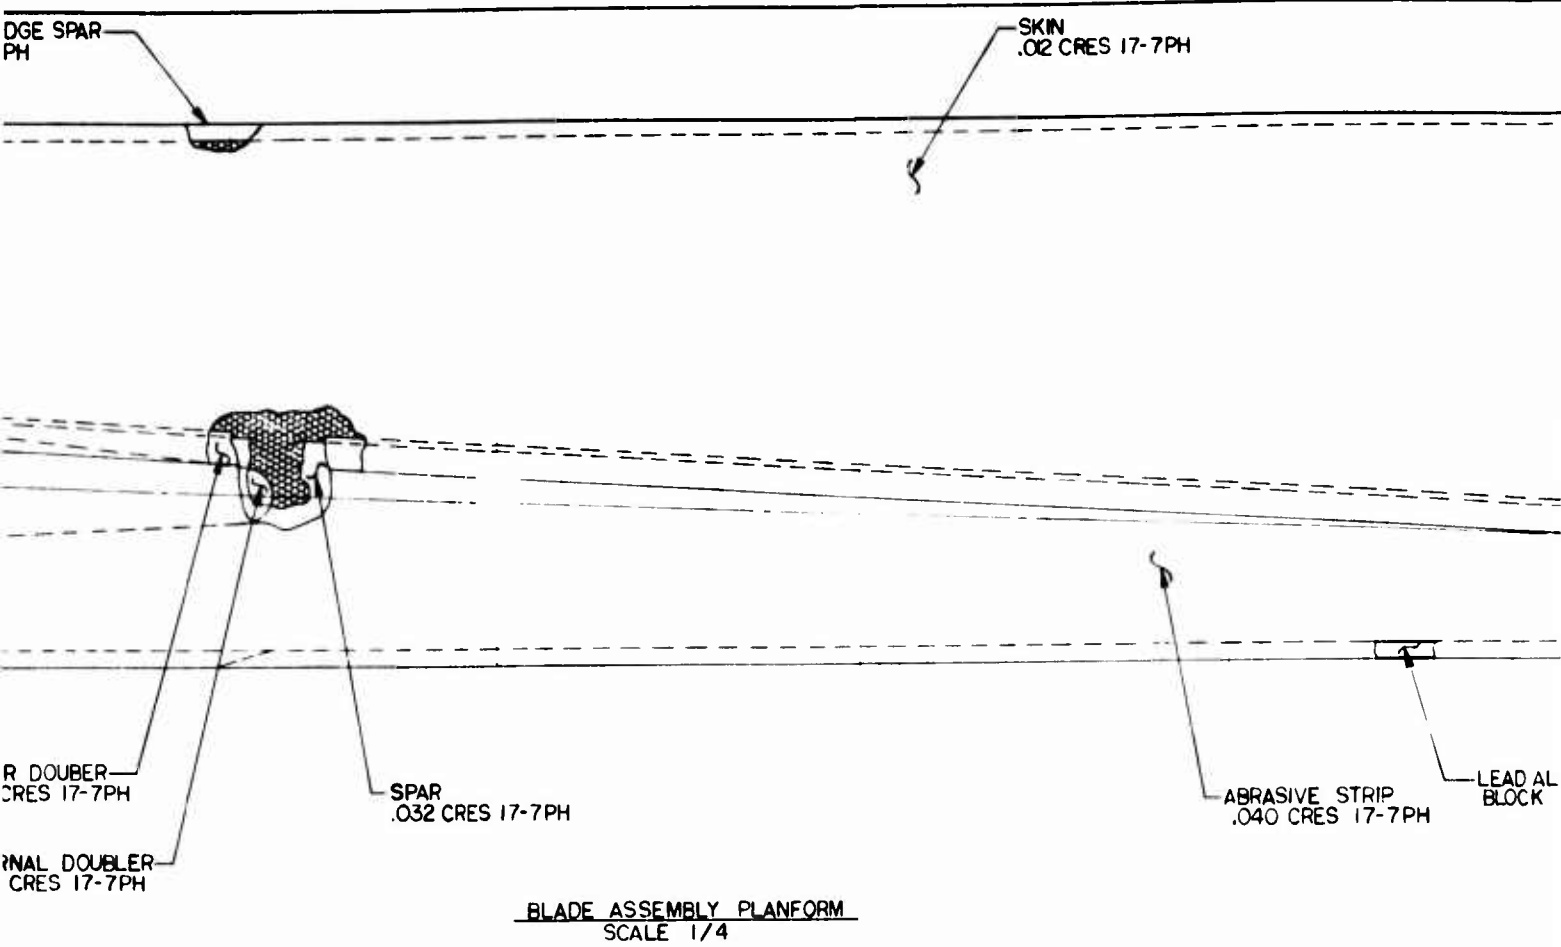 DGE SPAR
PH
SKIN
.012 CRES 17-7PH
R DOUBER
CRES 17-7PH
SPAR
.032 CRES 17-7PH
RNAL DOUBLER
CRES 17-7PH
ABRASIVE STRIP
.040 CRES 17-7PH
LEAD AL
BLOCK
BLADE ASSEMBLY PLANFORM
SCALE 1/4